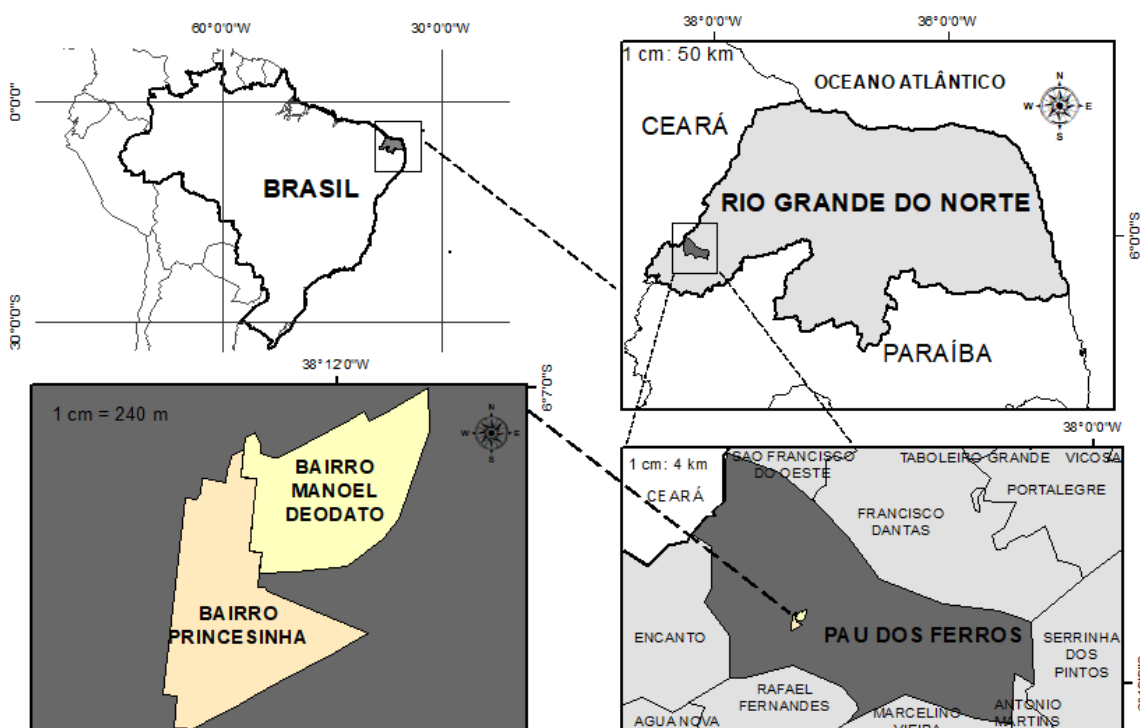 60°0'0"W
30°0'0"W
0°0'0"
30°0'0"S
BRASIL
38°0'0"W
36°0'0"W
1 cm: 50 km
OCEANO ATLÂNTICO
N
W
E
S
CEARÁ
RIO GRANDE DO NORTE
6°0'0"S
PARAÍBA
38°12'0"W
6°7'0"S
1 cm = 240 m
N
W
E
S
BAIRRO
MANOEL
DEODATO
BAIRRO
PRINCESINHA
38°0'0"W
1 cm: 4 km
CEARÁ
SAO FRANCISCO
DO OESTE
TABOLEIRO GRANDE
VICOSA
PORTALEGRE
FRANCISCO
DANTAS
ENCANTO
PAU DOS FERROS
SERRINHA
DOS
PINTOS
RAFAEL
FERNANDES
AGUA NOVA
MARCELINO
VIEIRA
ANTONIO
MARTINS